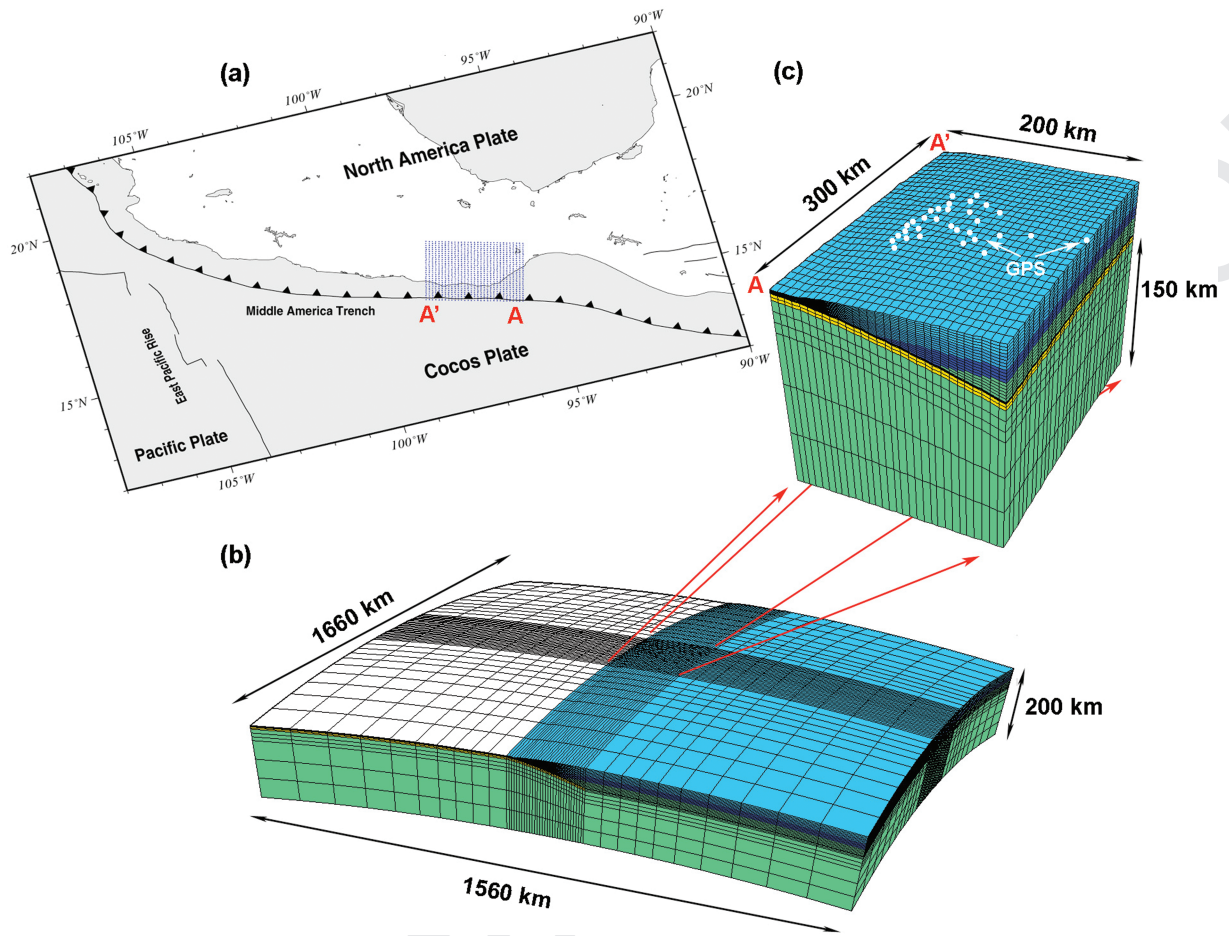 (a)
90°W
95°W
100°W
105°W
20°N
North America Plate
20°N
15°N
Middle America Trench
A'
A
East Pacific Rise
Cocos Plate
90°W
15°N
95°W
100°W
Pacific Plate
105°W
(c)
A'
200 km
300 km
GPS
A
150 km
(b)
1660 km
200 km
1560 km